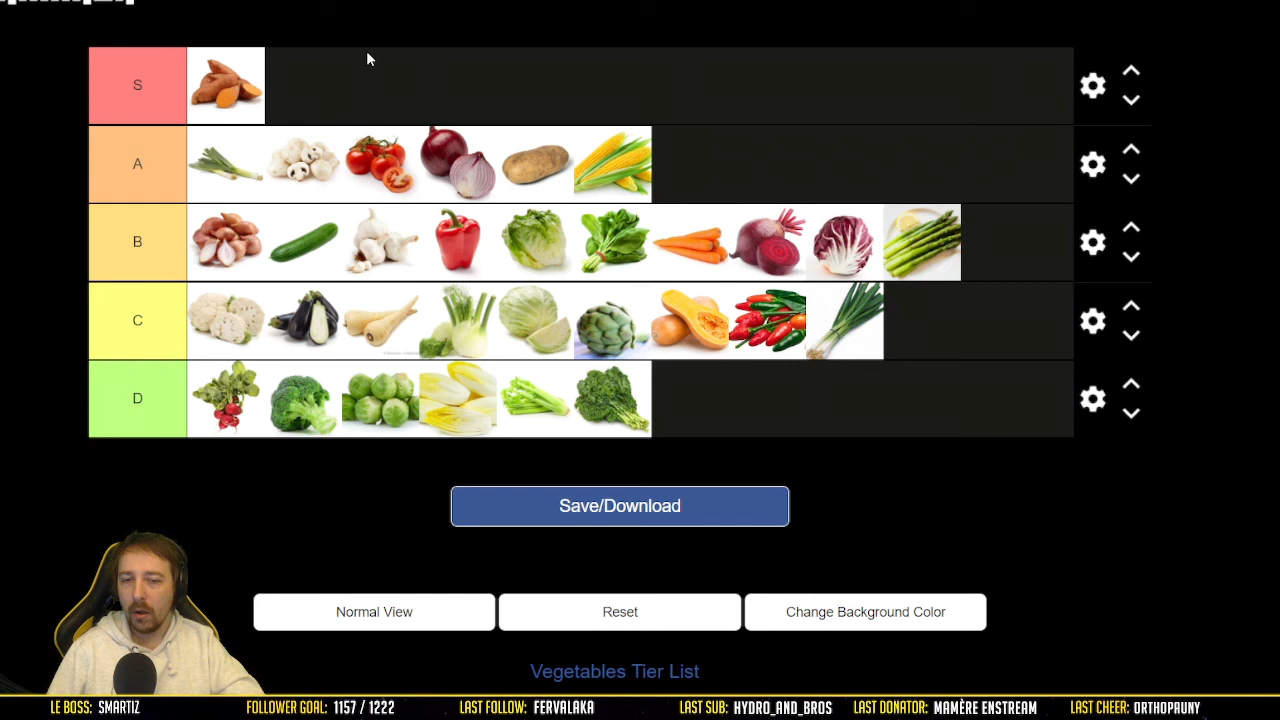 S
A
B
C
D
Save/Download
Normal View
Reset
Change Background Color
Vegetables Tier List
LE BOSS: SMARTIZ
FOLLOWER GOAL: 1157 / 1222
LAST FOLLOW: FERVALAKA
LAST SUB: HYDRO_AND_BROS
LAST DONATOR: MAMÈRE ENSTREAM
LAST CHEER: ORTHOPAUNY